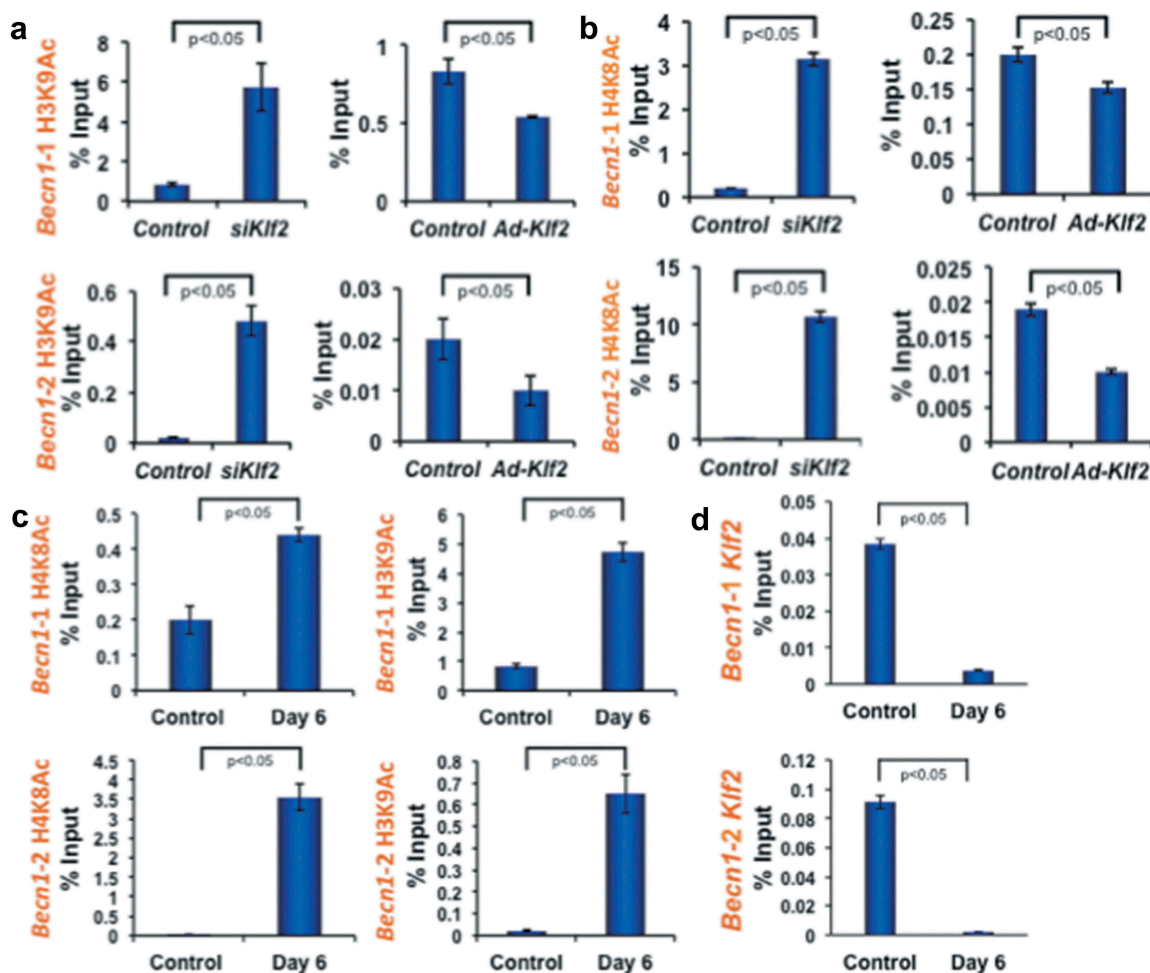 a
Becn1-1 H3K9Ac
% Input
8
6
4
2
0
p<0.05
Control siKlf2
% Input
1
0.5
0
p<0.05
Control Ad-Klf2
b
Becn1-1 H4K8Ac
% Input
4
3
2
1
0
p<0.05
Control siKlf2
% Input
0.25
0.2
0.15
0.1
0.05
0
p<0.05
Control Ad-Klf2
Becn1-2 H3K9Ac
% Input
0.6
0.4
0.2
0
p<0.05
Control siKlf2
% Input
0.03
0.02
0.01
0
p<0.05
Control Ad-Klf2
Becn1-2 H4K8Ac
% Input
15
10
5
0
p<0.05
Control siKlf2
% Input
0.025
0.02
0.015
0.01
0.005
0
p<0.05
Control Ad-Klf2
c
Becn1-1 H4K8Ac
% Input
0.5
0.4
0.3
0.2
0.1
0
p<0.05
Control Day 6
Becn1-1 H3K9Ac
% Input
6
5
4
3
2
1
0
p<0.05
Control Day 6
d
Becn1-1 Klf2
% Input
0.05
0.04
0.03
0.02
0.01
0
p<0.05
Control Day 6
Becn1-2 H4K8Ac
% Input
4.5
4
3.5
3
2.5
2
1.5
1
0.5
0
p<0.05
Control Day 6
Becn1-2 H3K9Ac
% Input
0.8
0.7
0.6
0.5
0.4
0.3
0.2
0.1
0
p<0.05
Control Day 6
Becn1-2 Klf2
% Input
0.12
0.1
0.08
0.06
0.04
0.02
0
p<0.05
Control Day 6